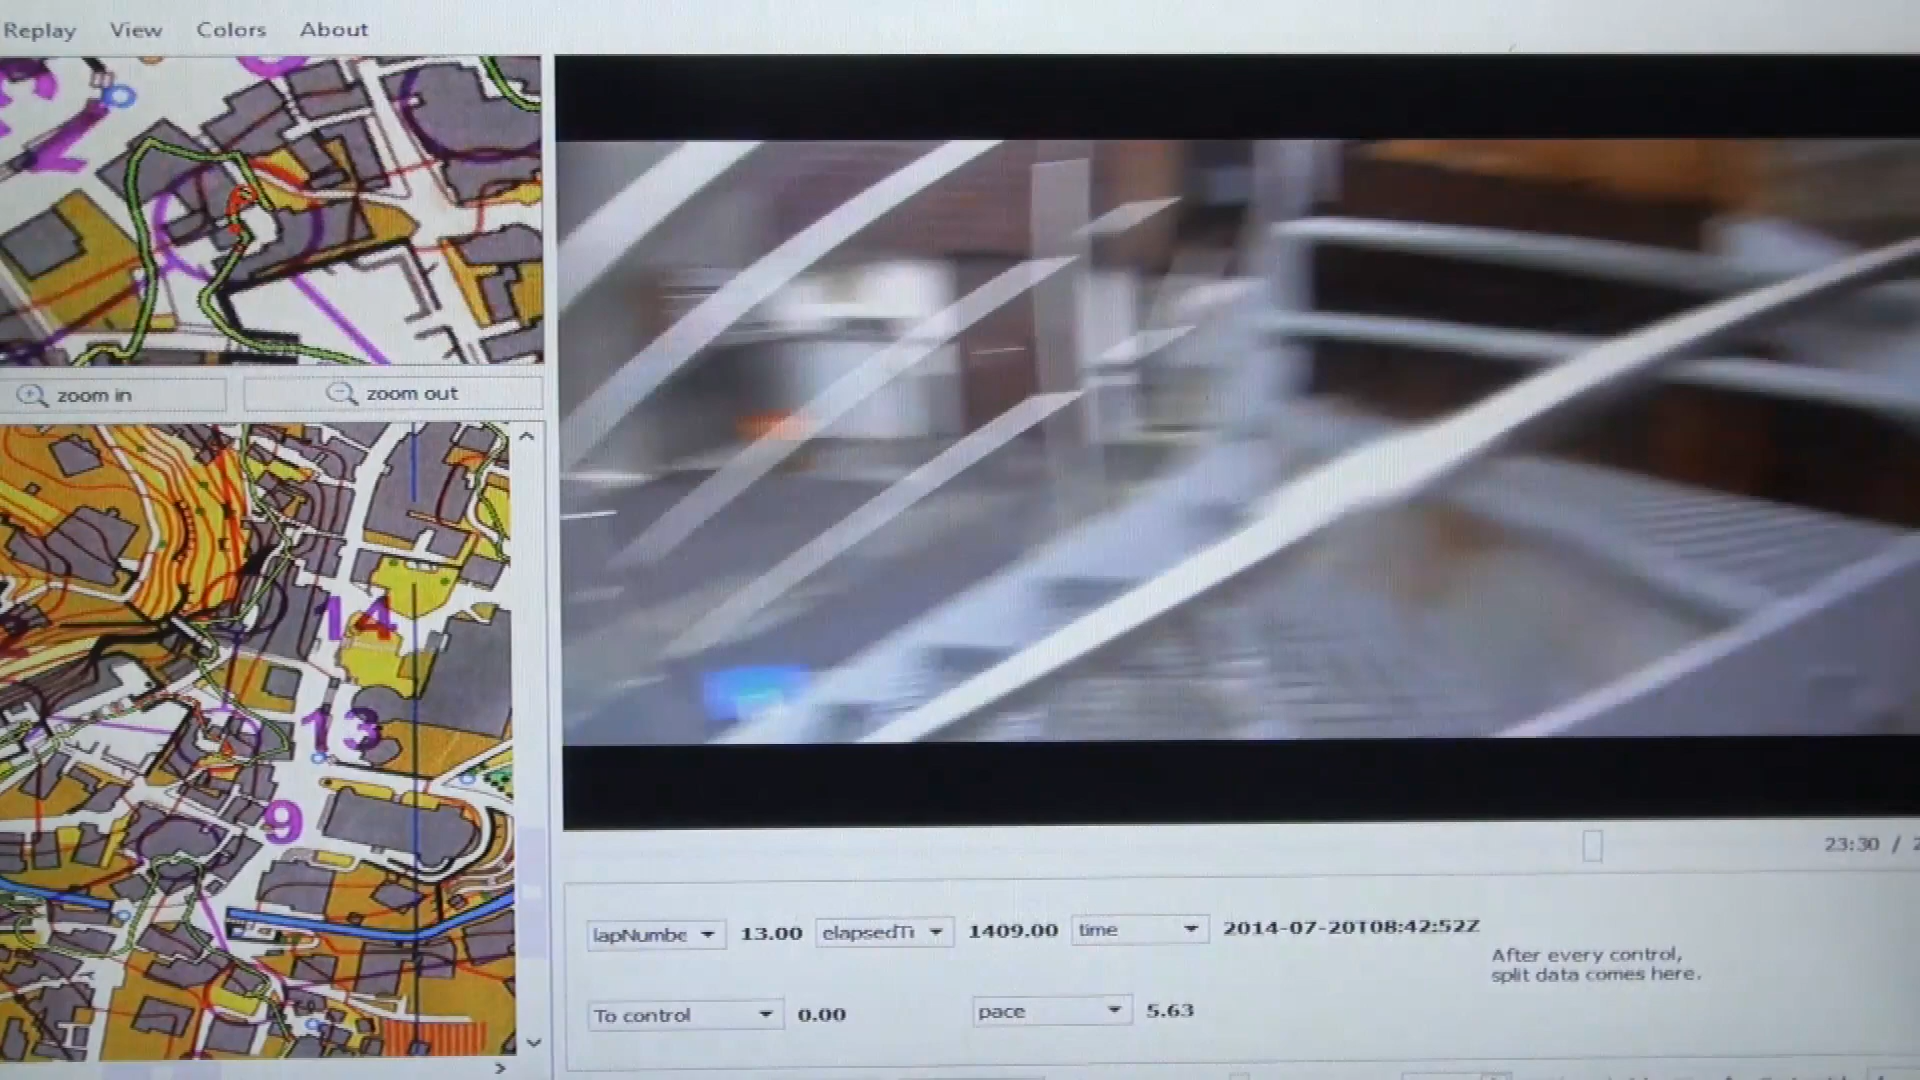 Replay View Colors About
zoom in zoom out
14
13
9
23:30 /
lapNumbe 13.00 elapsedTi 1409.00 time 2014-07-20T08:42:52Z
After every control,
split data comes here.
To control 0.00 pace 5.63